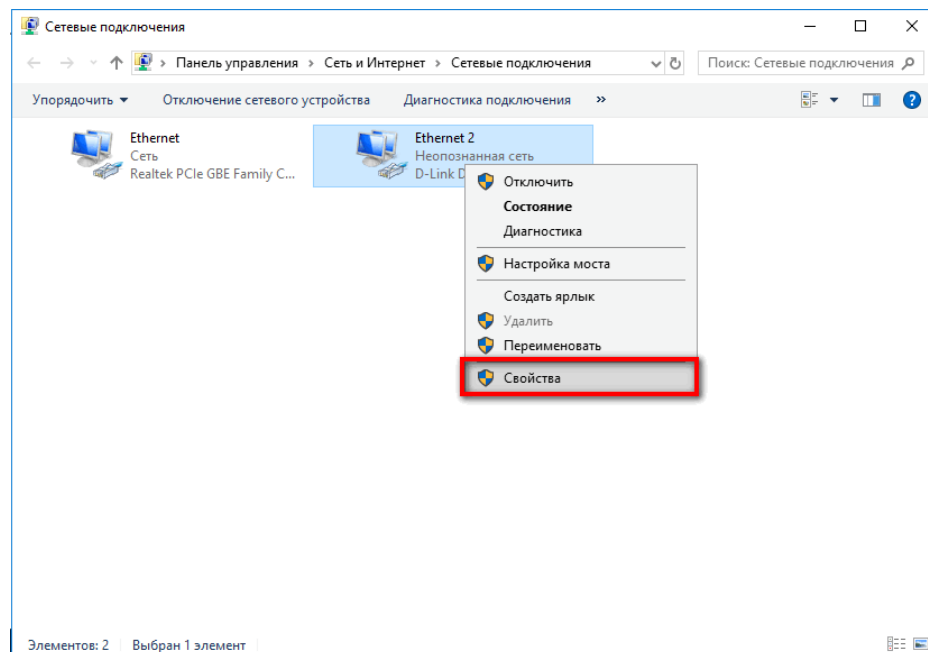 Сетевые подключения
Панель управления › Сеть и Интернет › Сетевые подключения
Поиск: Сетевые подключения
Упорядочить
Отключение сетевого устройства
Диагностика подключения
»
Ethernet
Сеть
Realtek PCIe GBE Family C...
Ethernet 2
Неопознанная сеть
D-Link D
Отключить
Состояние
Диагностика
Настройка моста
Создать ярлык
Удалить
Переименовать
Свойства
Элементов: 2
Выбран 1 элемент